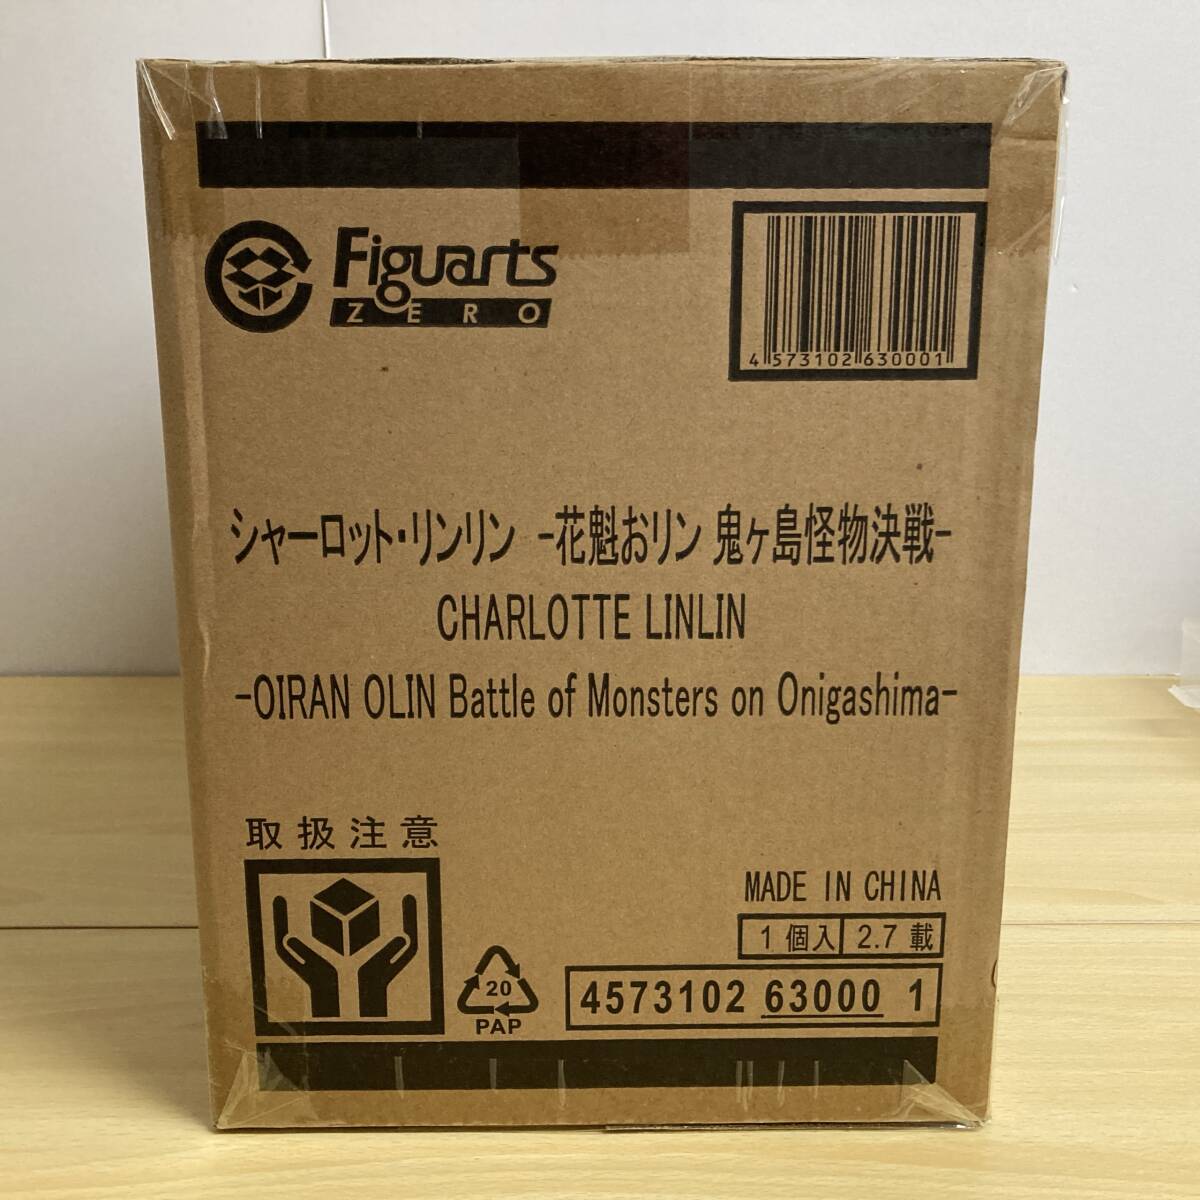 Figuarts
ZERO
4573102630001
シャーロット・リンリン -花魁おリン 鬼ヶ島怪物決戦-
CHARLOTTE LINLIN
-OIRAN OLIN Battle of Monsters on Onigashima-
取扱注意
MADE IN CHINA
1個入 2.7 載
20
PAP
4573102 63000 1